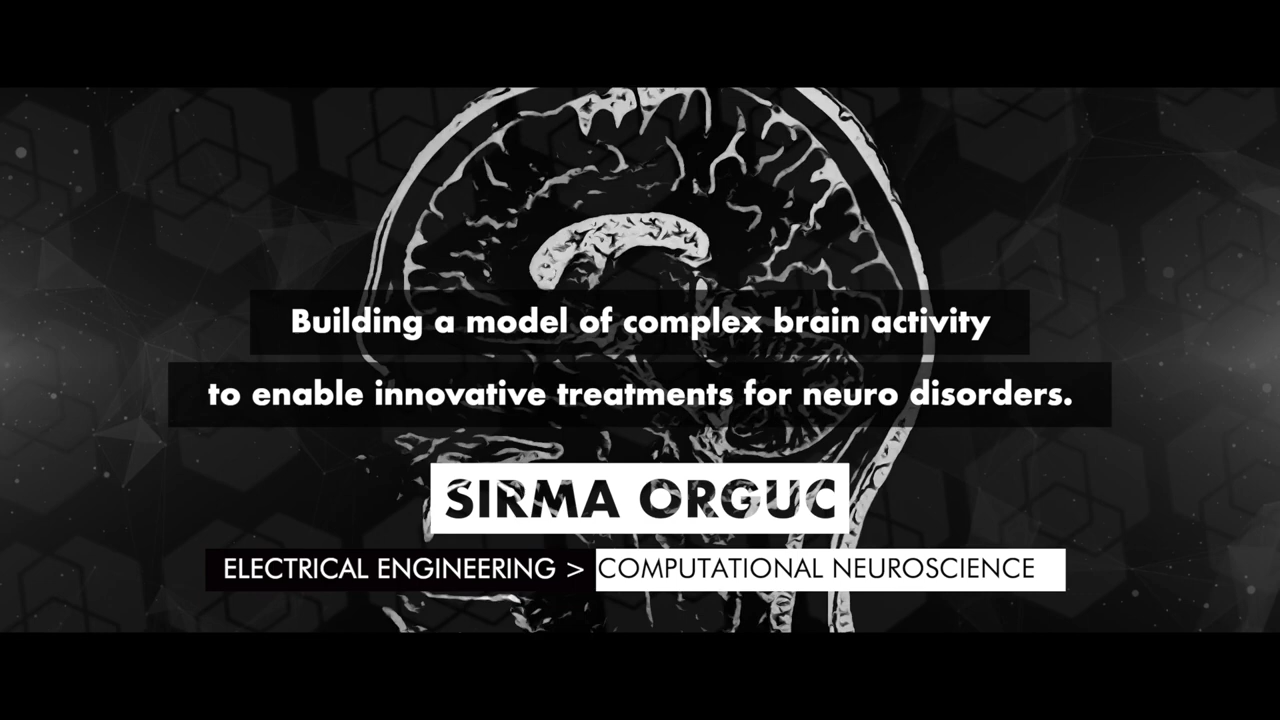 Building a model of complex brain activity
to enable innovative treatments for neuro disorders.
SIRMA ORGUC
ELECTRICAL ENGINEERING > COMPUTATIONAL NEUROSCIENCE